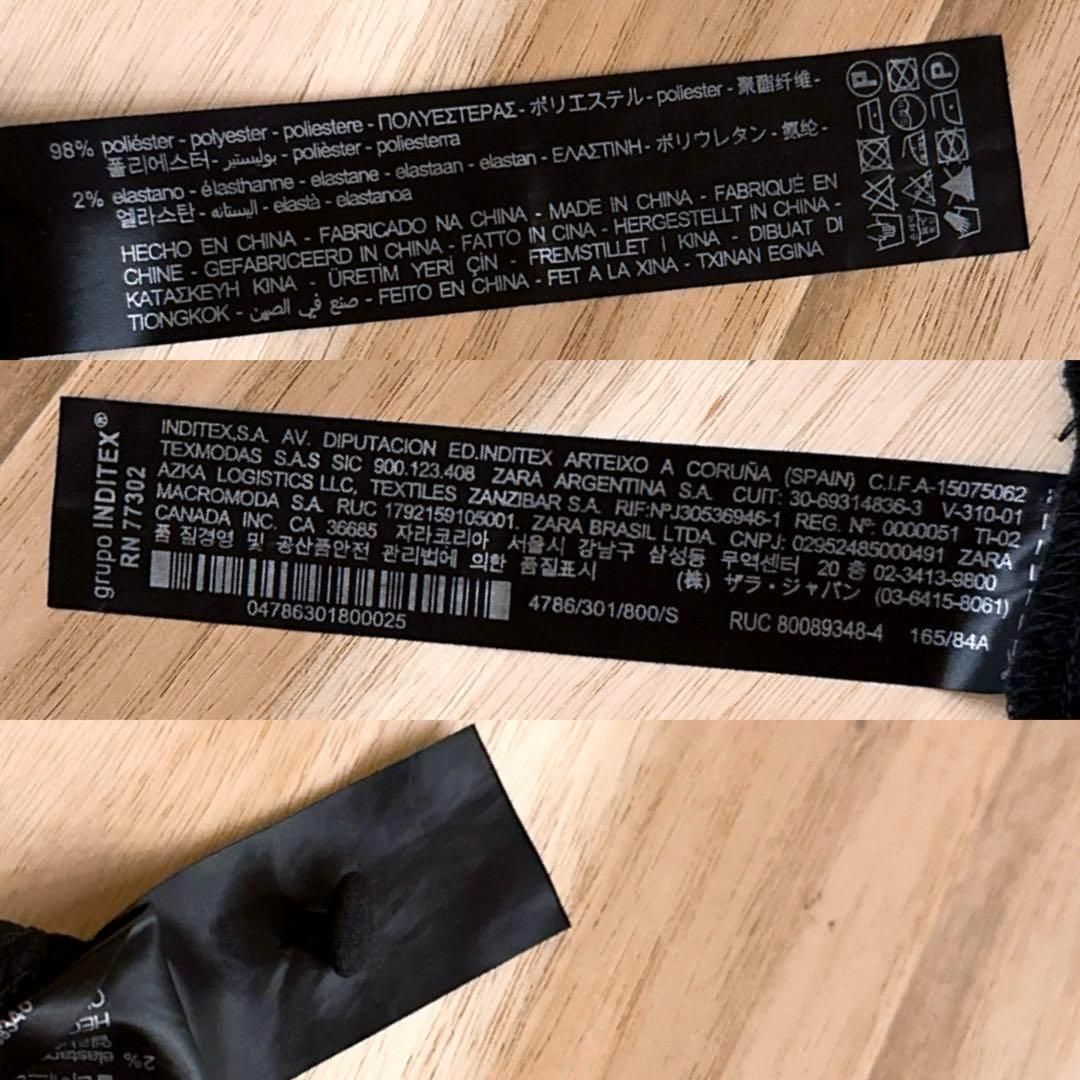 98% poliéster - polyester - poliestere - ΠΟΛΥΕΣΤΕΡΑΣ - ポリエステル - poliester - 聚酯纤维 -
폴리에스터 - بوليستير - polièster - poliesterra
2% elastano - élasthanne - elastane - elastaan - elastan - ΕΛΑΣΤΙΝΗ - ポリウレタン - 氨纶 -
엘라스탄 - اليستانه - elastà - elastanoa
HECHO EN CHINA - FABRICADO NA CHINA - MADE IN CHINA - FABRIQUÉ EN
CHINE - GEFABRICEERD IN CHINA - FATTO IN CINA - HERGESTELLT IN CHINA -
ΚΑΤΑΣΚΕΥΗ ΚΙΝΑ - ÜRETİM YERİ ÇİN - FREMSTILLET I KINA - DIBUAT DI
TIONGKOK - صنع في الصين - FEITO EN CHINA - FET A LA XINA - TXINAN EGINA
P P
grupo INDITEX®
RN 77302
INDITEX,S.A. AV. DIPUTACION ED.INDITEX ARTEIXO A CORUÑA (SPAIN) C.I.F.A-15075062
TEXMODAS S.A.S SIC 900.123.408 ZARA ARGENTINA S.A. CUIT: 30-69314836-3 V-310-01
AZKA LOGISTICS LLC, TEXTILES ZANZIBAR S.A. RIF:NºJ30536946-1 REG. Nº: 0000051 TI-02
MACROMODA S.A. RUC 1792159105001, ZARA BRASIL LTDA. CNPJ: 02952485000491 ZARA
CANADA INC. CA 36685 자라코리아 서울시 강남구 삼성동 무역센터 20 층 02-3413-9800
품 질경영 및 공산품안전 관리법에 의한 품질표시 (株) ザラ・ジャパン (03-6415-8061)
04786301800025 4786/301/800/S RUC 80089348-4 165/84A
2%